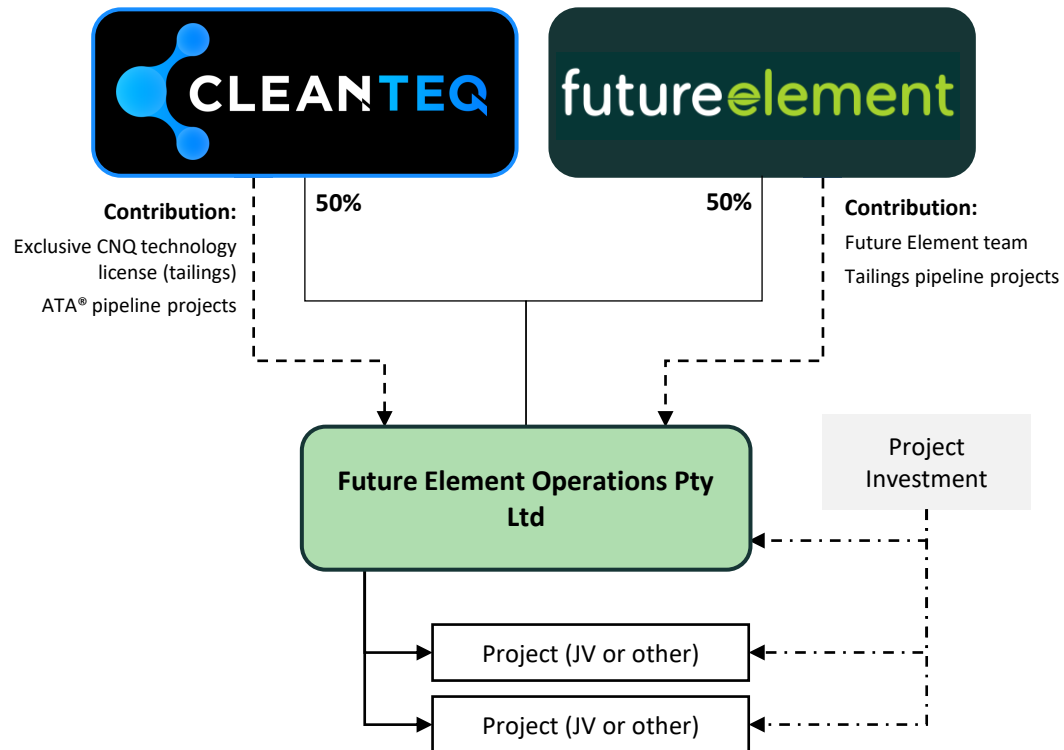 CLEANTEQ
futureelement
50%
50%
Contribution:
Exclusive CNQ technology
license (tailings)
ATA® pipeline projects
Contribution:
Future Element team
Tailings pipeline projects
Future Element Operations Pty
Ltd
Project
Investment
Project (JV or other)
Project (JV or other)